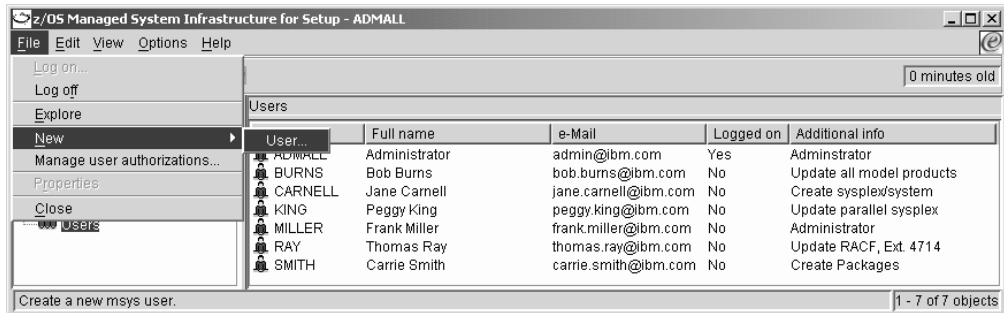 z/OS Managed System Infrastructure for Setup - ADMALL
File Edit View Options Help
Log on...
0 minutes old
Log off
Explore
Users
New
User...
Full name e-Mail Logged on Additional info
ADMALL Administrator admin@ibm.com Yes Adminstrator
Manage user authorizations...
BURNS Bob Burns bob.burns@ibm.com No Update all model products
Properties
CARNELL Jane Carnell jane.carnell@ibm.com No Create sysplex/system
Close
KING Peggy King peggy.king@ibm.com No Update parallel sysplex
Users
MILLER Frank Miller frank.miller@ibm.com No Administrator
RAY Thomas Ray thomas.ray@ibm.com No Update RACF, Ext. 4714
SMITH Carrie Smith carrie.smith@ibm.com No Create Packages
Create a new msys user.
1 - 7 of 7 objects